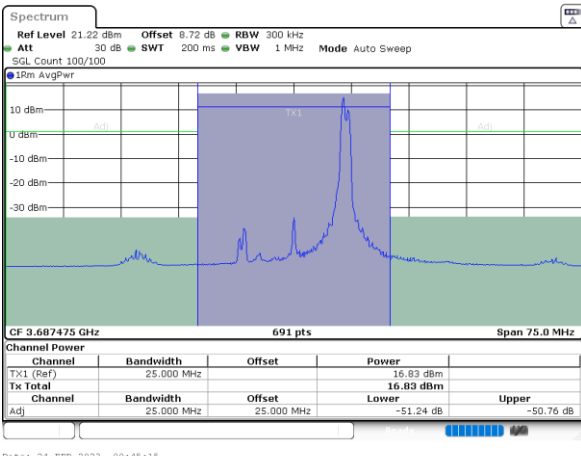 Spectrum
Ref Level 21.22 dBm Offset 8.72 dB RBW 300 kHz
Att 30 dB SWT 200 ms VBW 1 MHz Mode Auto Sweep
SGL Count 100/100
1Rm AvgPwr
10 dBm
TX1
Adj
Adj
0 dBm
-10 dBm
-20 dBm
-30 dBm
CF 3.687475 GHz 691 pts Span 75.0 MHz
Channel Power
Channel Bandwidth Offset Power
TX1 (Ref) 25.000 MHz 16.83 dBm
Tx Total 16.83 dBm
Channel Bandwidth Offset Lower Upper
Adj 25.000 MHz 25.000 MHz -51.24 dB -50.76 dB
Ready